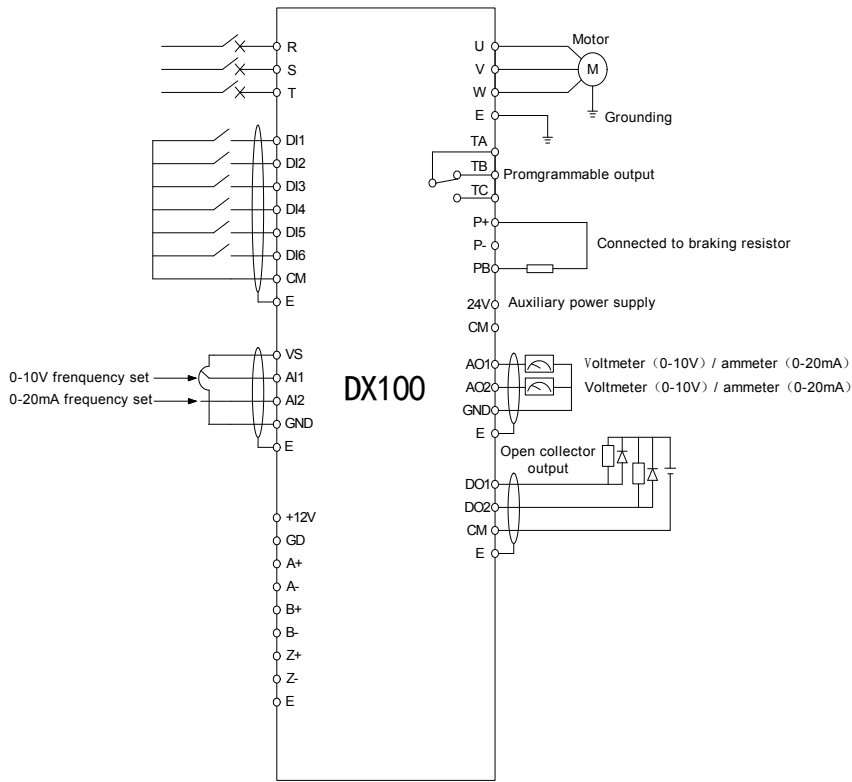 R
S
T
DI1
DI2
DI3
DI4
DI5
DI6
CM
E
VS
0-10V frenquency set
AI1
0-20mA frequency set
AI2
GND
E
+12V
GD
A+
A-
B+
B-
Z+
Z-
E
DX100
Motor
U
V
M
W
E
Grounding
TA
TB
Promgrammable output
TC
P+
P-
Connected to braking resistor
PB
24V
Auxiliary power supply
CM
AO1
Voltmeter（0-10V）/ ammeter（0-20mA）
AO2
Voltmeter（0-10V）/ ammeter（0-20mA）
GND
E
Open collector
output
DO1
DO2
CM
E